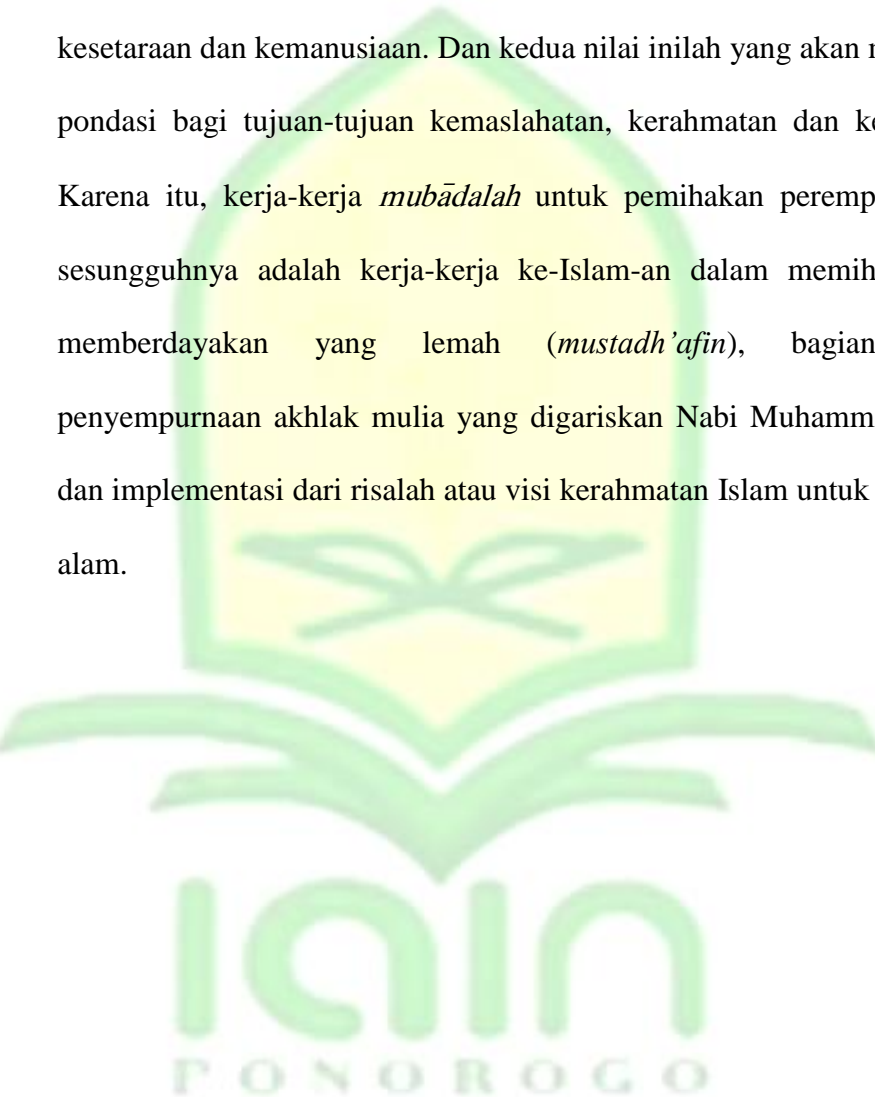 kesetaraan dan kemanusiaan. Dan kedua nilai inilah yang akan
pondasi bagi tujuan-tujuan kemaslahatan, kerahmatan dan
Karena itu, kerja-kerja mubādalah untuk pemihakan
sesungguhnya adalah kerja-kerja ke-Islam-an dalam
memberdayakan yang lemah (mustadh’afin), bagian
penyempurnaan akhlak mulia yang digariskan Nabi
dan implementasi dari risalah atau visi kerahmatan Islam untuk
alam.
iain
PONOROGO